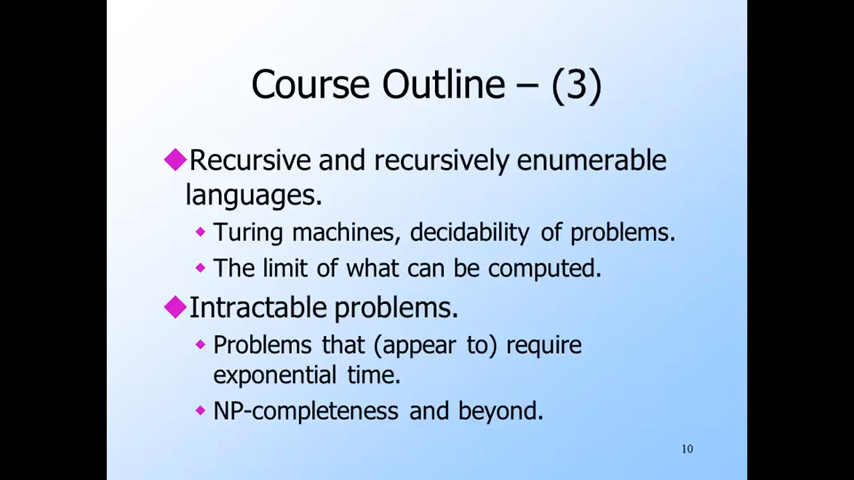 Course Outline – (3)
Recursive and recursively enumerable
languages.
Turing machines, decidability of problems.
The limit of what can be computed.
Intractable problems.
Problems that (appear to) require
exponential time.
NP-completeness and beyond.
10